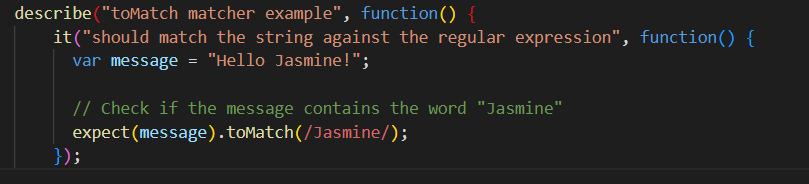 describe("toMatch matcher example", function() {
    it("should match the string against the regular expression", function() {
      var message = "Hello Jasmine!";

      // Check if the message contains the word "Jasmine"
      expect(message).toMatch(/Jasmine/);
    });